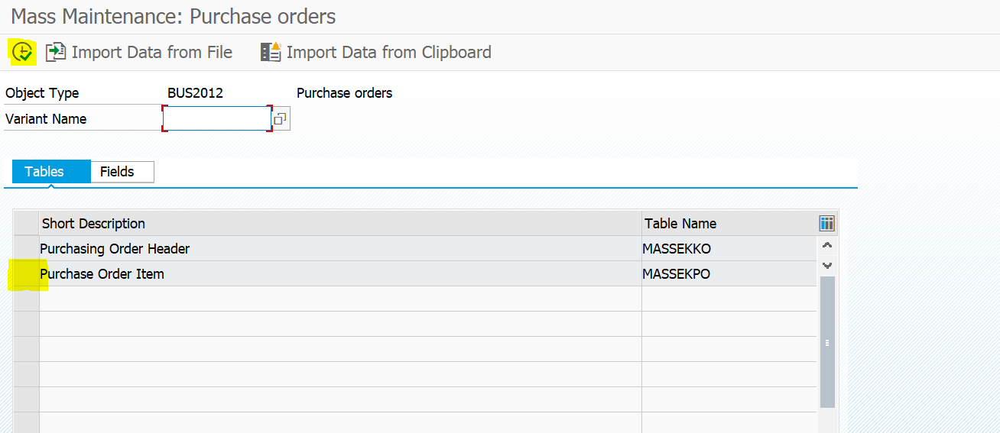 Mass Maintenance: Purchase orders
Import Data from File Import Data from Clipboard
Object Type BUS2012 Purchase orders
Variant Name
Tables Fields
Short Description Table Name
Purchasing Order Header MASSEKKO
Purchase Order Item MASSEKPO